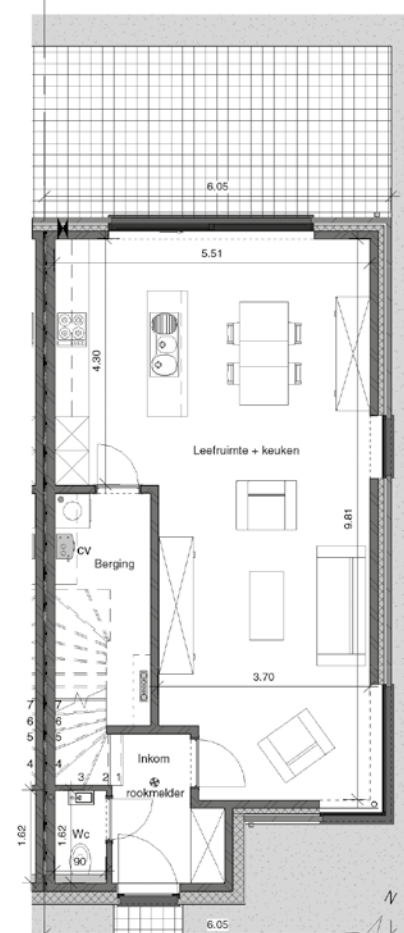 6.05
5.51
4.30
Leefruimte + keuken
9.81
CV
Berging
3.70
7 7
6 6
5 5
4 4
3 2 1
Inkom
rookmelder
1.62
1.62
Wc
90
N
6.05